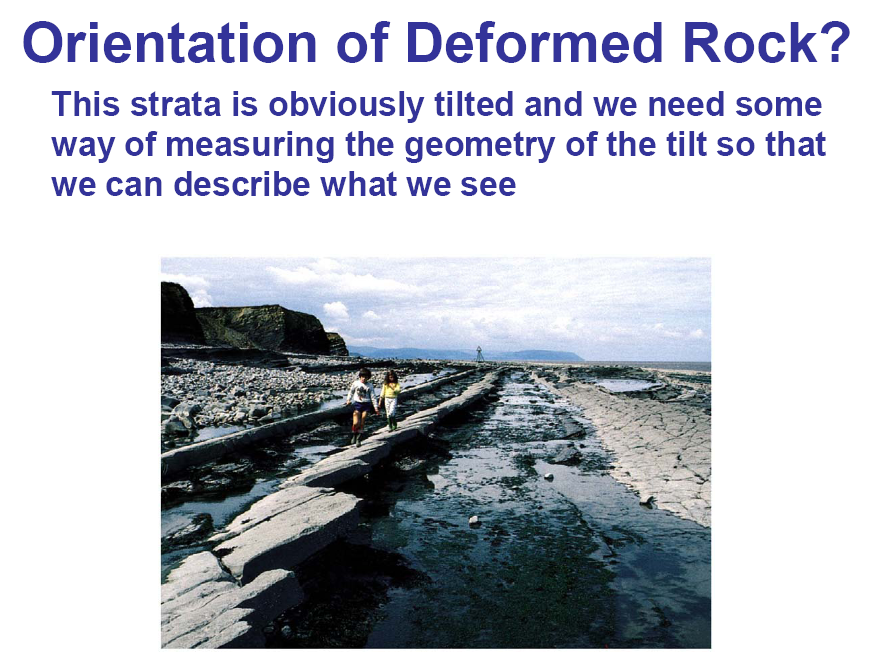 Orientation of Deformed Rock?
This strata is obviously tilted and we need some
way of measuring the geometry of the tilt so that
we can describe what we see